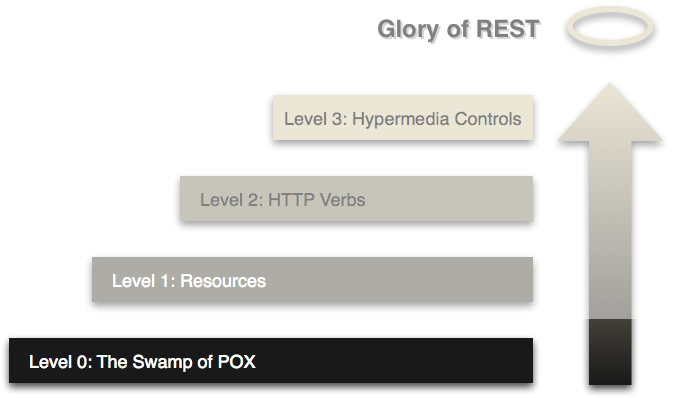 Glory of REST
Level 3: Hypermedia Controls
Level 2: HTTP Verbs
Level 1: Resources
Level 0: The Swamp of POX